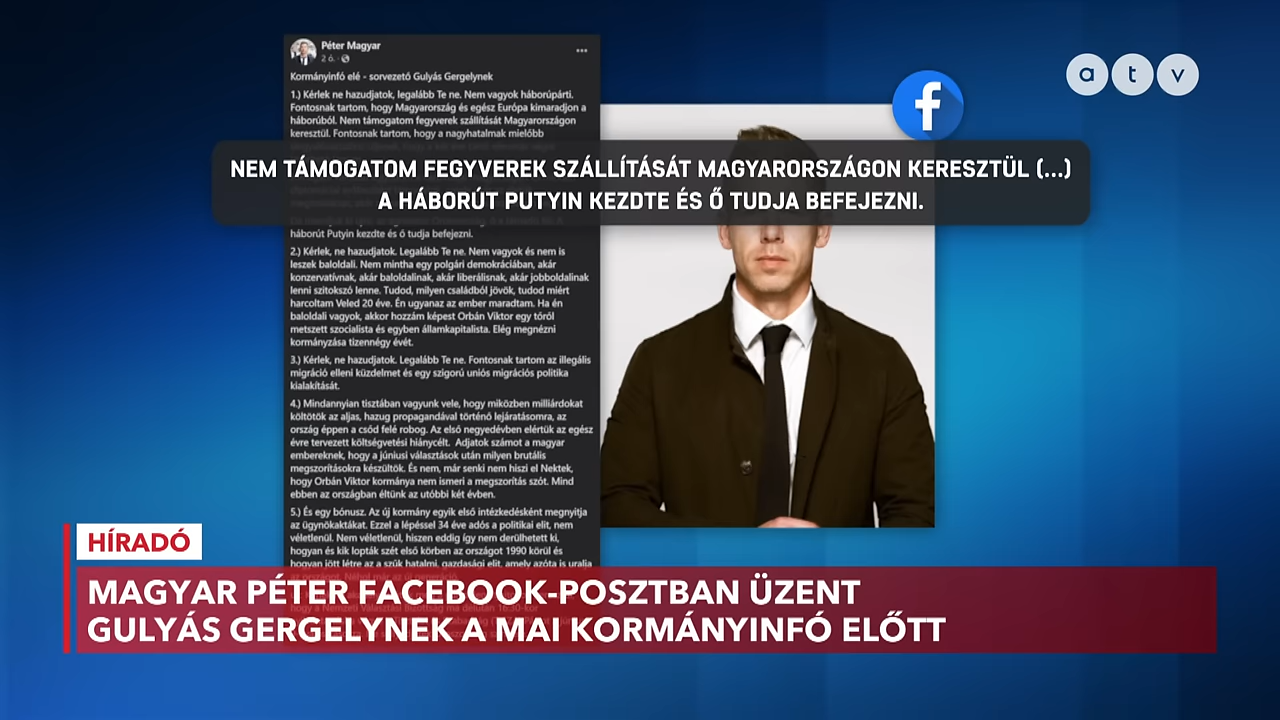 Péter Magyar
2 ó.
Kormányinfó elé - sorvezető Gulyás Gergelynek
1.) Kérlek ne hazudjatok, legalább Te ne. Nem vagyok háborúpárti.
Fontosnak tartom, hogy Magyarország és egész Európa kimaradjon a
háborúból. Nem támogatom fegyverek szállítását Magyarországon
keresztül. Fontosnak tartom, hogy a nagyhatalmak mielőbb
NEM TÁMOGATOM FEGYVEREK SZÁLLÍTÁSÁT MAGYARORSZÁGON KERESZTÜL (...)
A HÁBORÚT PUTYIN KEZDTE ÉS Ő TUDJA BEFEJEZNI.
háborút Putyin kezdte és ő tudja befejezni.
2.) Kérlek, ne hazudjatok. Legalább Te ne. Nem vagyok és nem is
leszek baloldali. Nem mintha egy polgári demokráciában, akár
konzervatívnak, akár baloldalinak, akár liberálisnak, akár jobboldalinak
lenni szitokszó lenne. Tudod, milyen családból jövök, tudod miért
harcoltam Veled 20 éve. Én ugyanaz az ember maradtam. Ha én
baloldali vagyok, akkor hozzám képest Orbán Viktor egy tőről
metszett szocialista és egyben államkapitalista. Elég megnézni
kormányzása tizennégy évét.
3.) Kérlek, ne hazudjatok. Legalább Te ne. Fontosnak tartom az illegális
migráció elleni küzdelmet és egy szigorú uniós migrációs politika
kialakítását.
4.) Mindannyian tisztában vagyunk vele, hogy miközben milliárdokat
költötök az aljas, hazug propagandával történő lejáratásomra, az
ország éppen a csőd felé robog. Az első negyedévben elértük az egész
évre tervezett költségvetési hiánycélt. Adjatok számot a magyar
embereknek, hogy a júniusi választások után milyen brutális
megszorításokra készültök. És nem, már senki nem hiszi el Nektek,
hogy Orbán Viktor kormánya nem ismeri a megszorítás szót. Mind
ebben az országban éltünk az utóbbi két évben.
5.) És egy bónusz. Az új kormány egyik első intézkedésként megnyitja
az ügynökaktákat. Ezzel a lépéssel 34 éve adós a politikai elit, nem
véletlenül. Nem véletlenül, hiszen eddig így nem derülhetett ki,
hogyan és kik lopták szét első körben az országot 1990 körül és
hogyan jött létre az a szűk hatalmi, gazdasági elit, amely azóta is uralja
hogy a Nemzeti Választási Bizottság ma délután 16:30-kor
a t v
HÍRADÓ
MAGYAR PÉTER FACEBOOK-POSZTBAN ÜZENT
GULYÁS GERGELYNEK A MAI KORMÁNYINFÓ ELŐTT